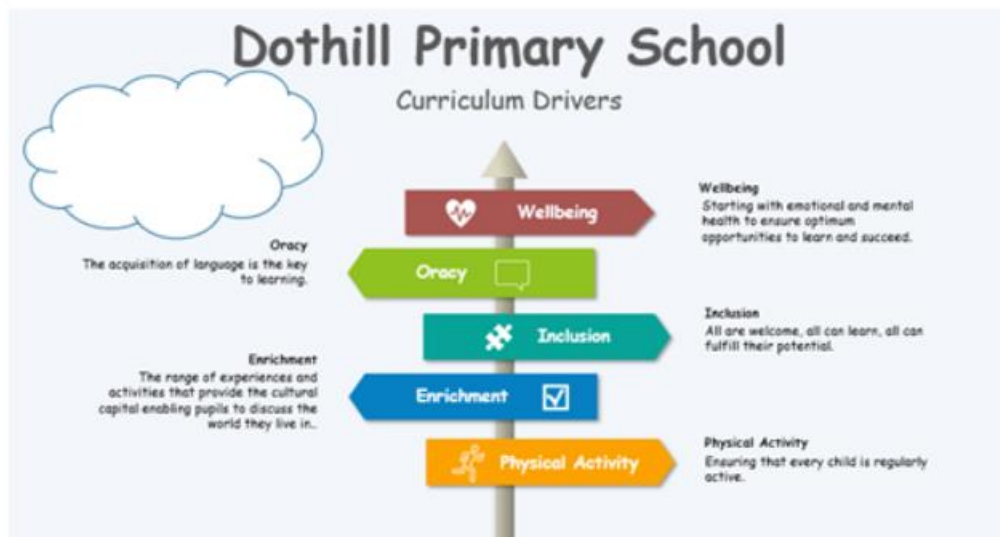 Dothill Primary School
Curriculum Drivers
Wellbeing
Wellbeing
Starting with emotional and mental
health to ensure optimum
opportunities to learn and succeed.
Oracy
The acquisition of language is the key
to learning.
Oracy
Inclusion
Inclusion
All are welcome, all can learn, all can
fulfill their potential.
Enrichment
The range of experiences and
activities that provide the cultural
capital enabling pupils to discuss the
world they live in..
Enrichment
Physical Activity
Physical Activity
Ensuring that every child is regularly
active.